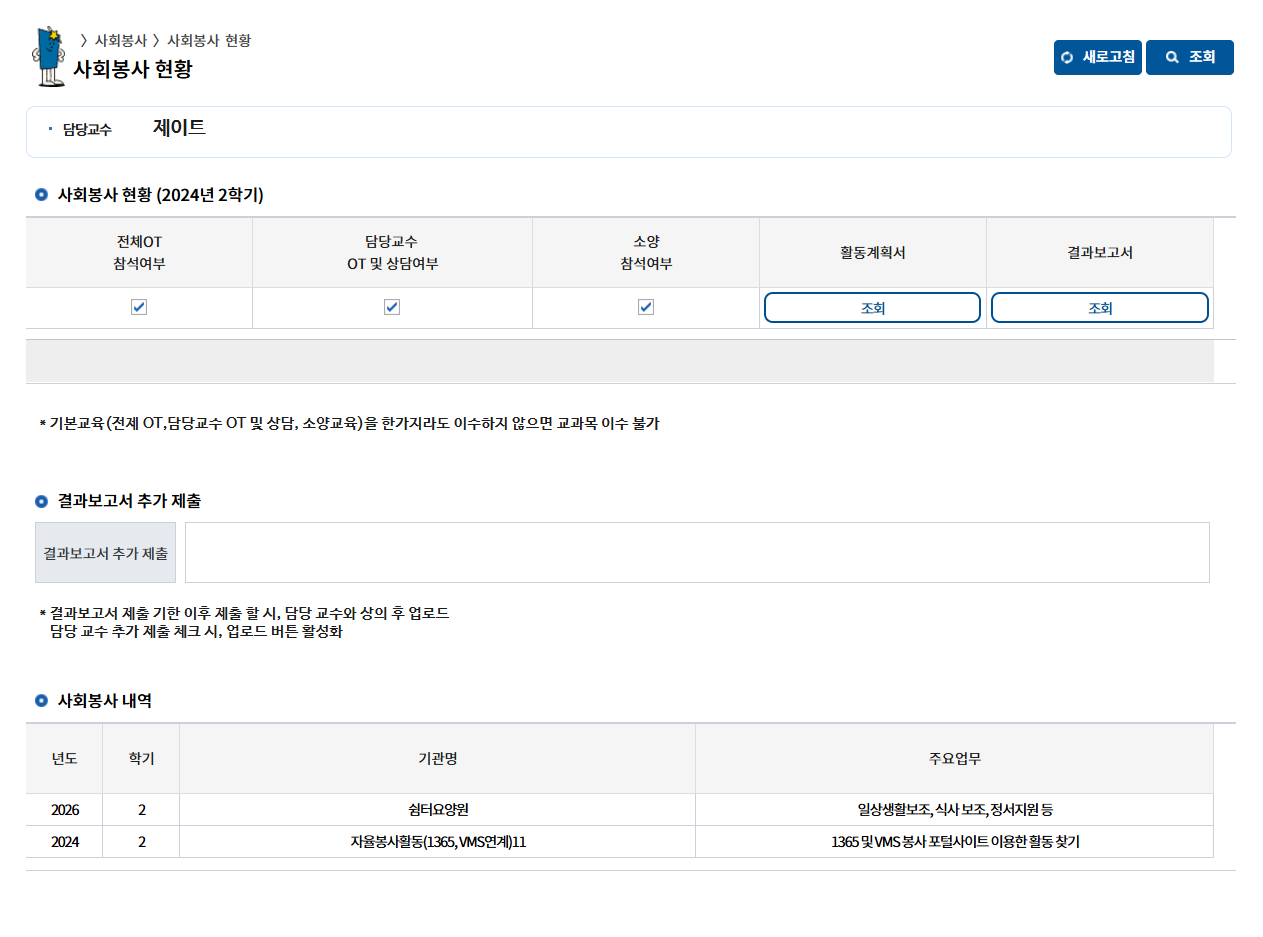 〉 사회봉사 〉 사회봉사 현황
사회봉사 현황
새로고침
조회
담당교수
제이트
사회봉사 현황 (2024년 2학기)
전체OT
참석여부
담당교수
OT 및 상담여부
소양
참석여부
활동계획서
결과보고서
조회
조회
* 기본교육(전제 OT,담당교수 OT 및 상담, 소양교육)을 한가지라도 이수하지 않으면 교과목 이수 불가
결과보고서 추가 제출
결과보고서 추가 제출
* 결과보고서 제출 기한 이후 제출 할 시, 담당 교수와 상의 후 업로드
담당 교수 추가 제출 체크 시, 업로드 버튼 활성화
사회봉사 내역
년도 학기 기관명 주요업무
2026 2 쉼터요양원 일상생활보조, 식사 보조, 정서지원 등
2024 2 자율봉사활동(1365, VMS연계)11 1365 및 VMS 봉사 포털사이트 이용한 활동 찾기